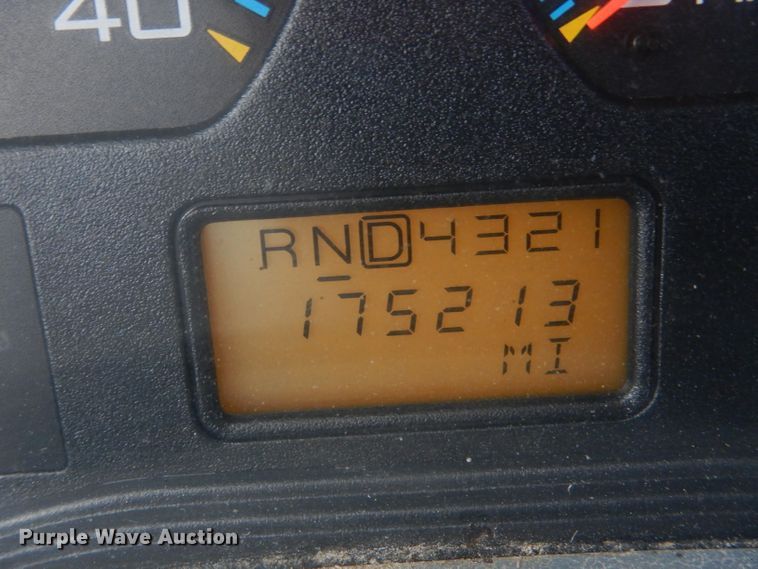 40
RND4321
175213
MI
Purple Wave Auction